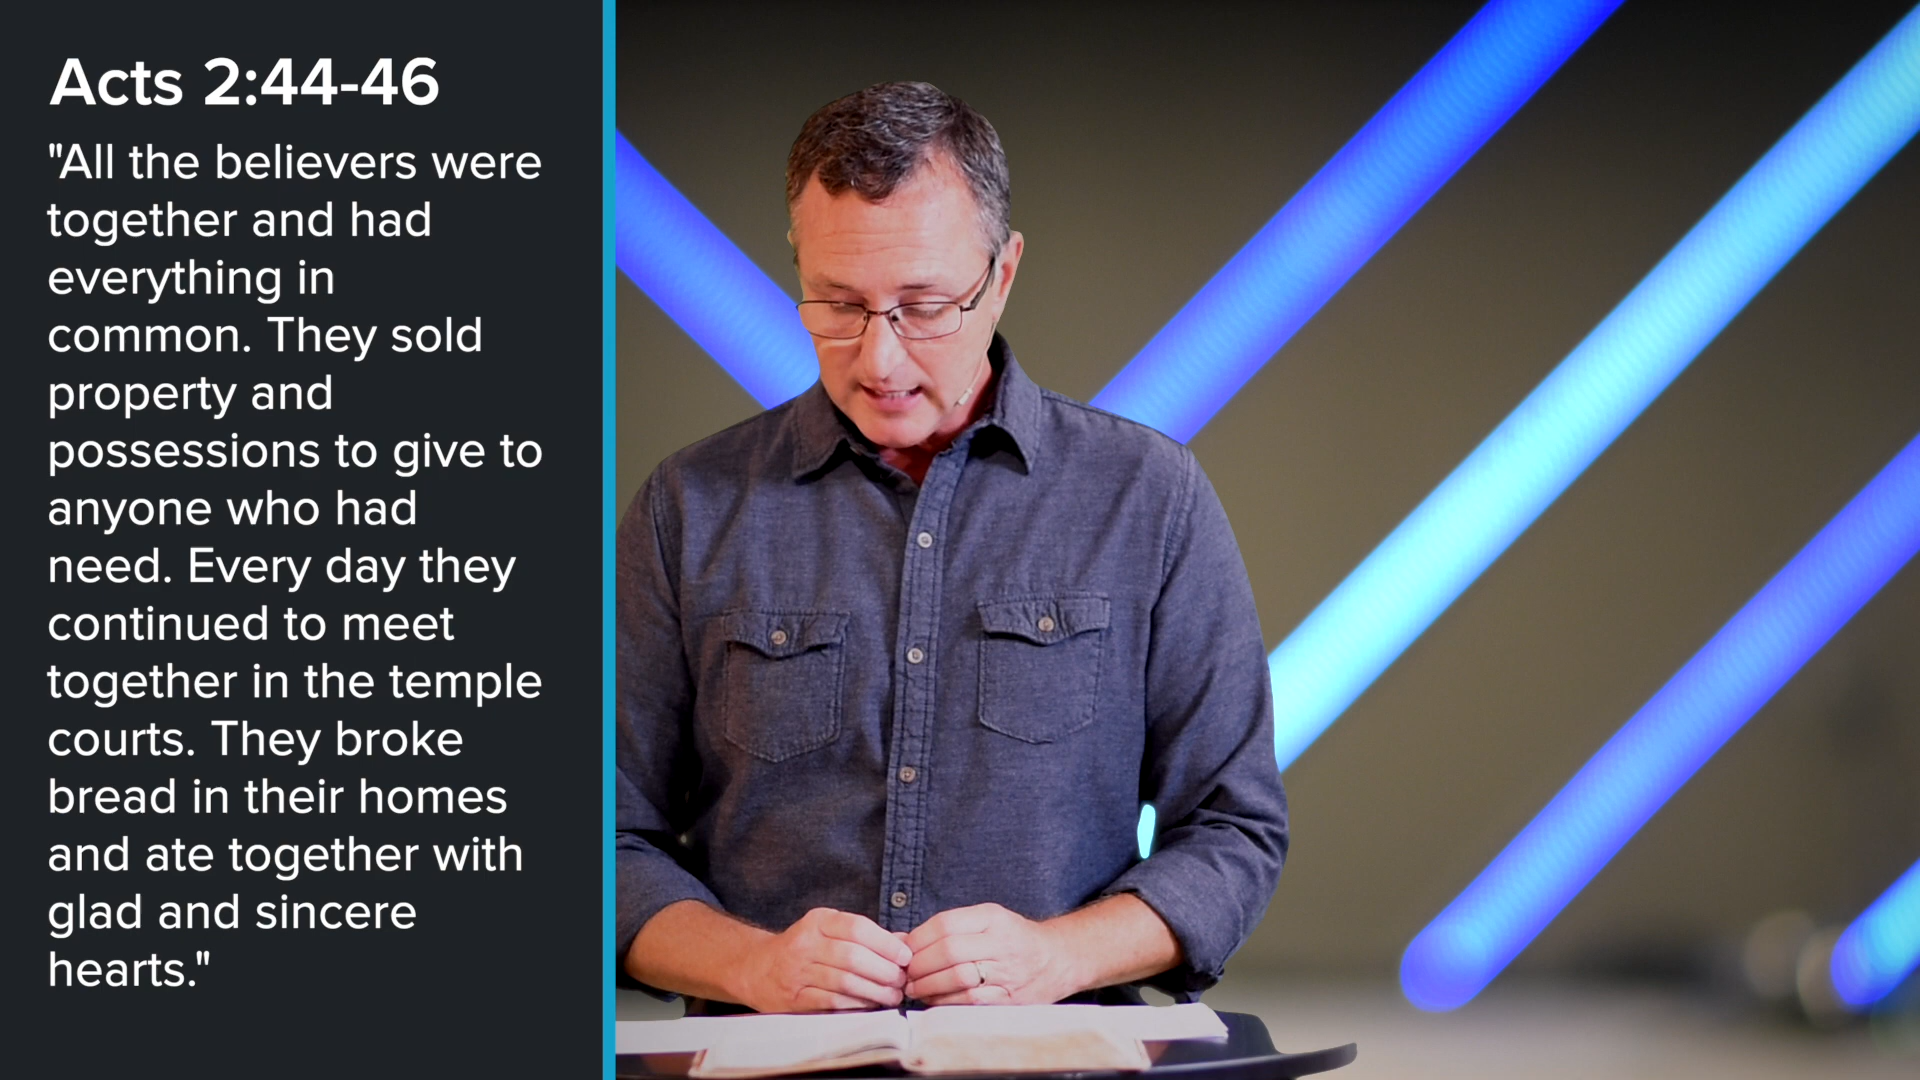 Acts 2:44-46
"All the believers were
together and had
everything in
common. They sold
property and
possessions to give to
anyone who had
need. Every day they
continued to meet
together in the temple
courts. They broke
bread in their homes
and ate together with
glad and sincere
hearts."